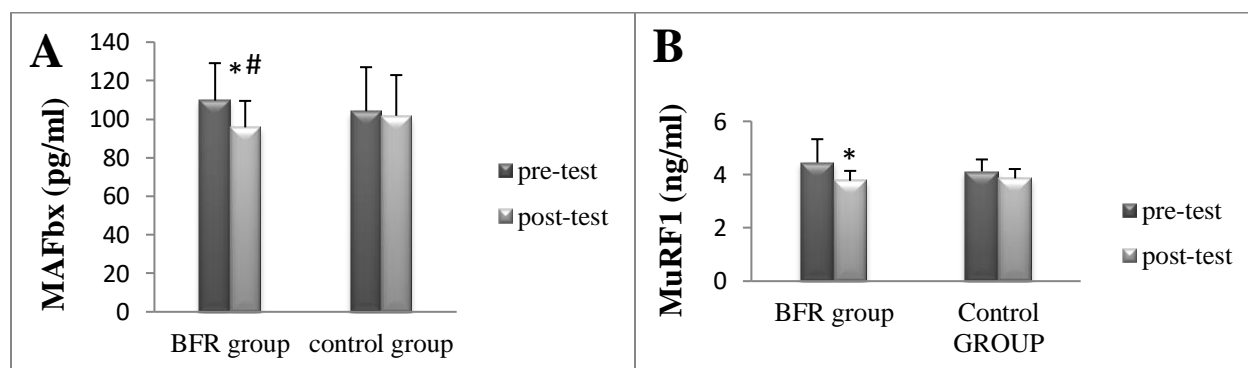 A
MAFbx (pg/ml)
140
120
100
80
60
40
20
0
*#
BFR group
control group
pre-test
post-test
B
MuRF1 (ng/ml)
6
4
2
0
*
BFR group
Control
GROUP
pre-test
post-test